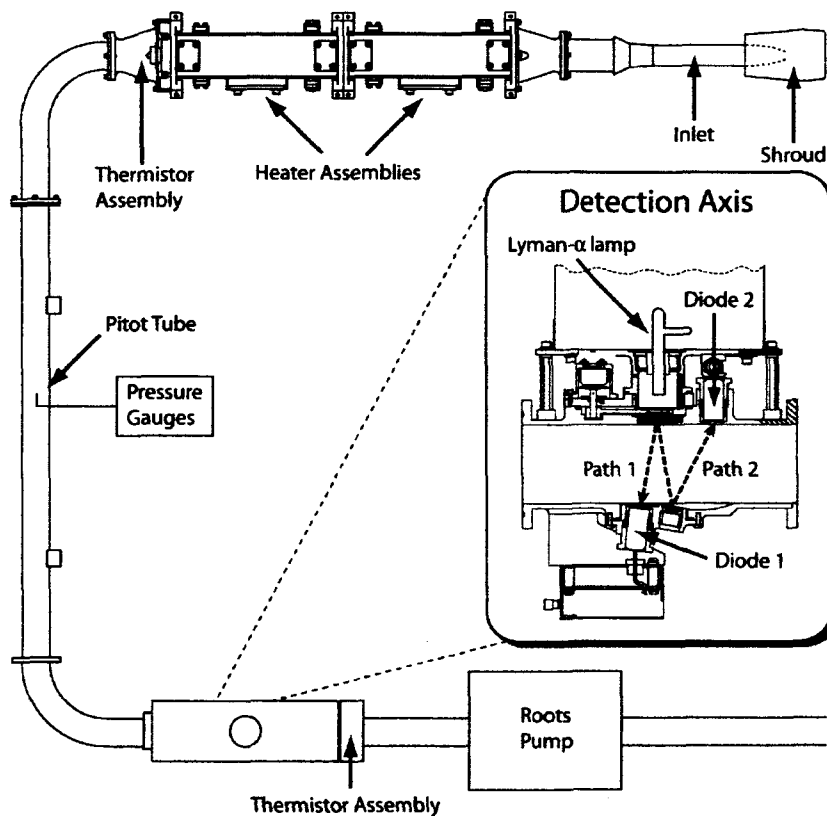 Thermistor
Assembly
Heater Assemblies
Inlet
Shroud
Pitot Tube
Pressure
Gauges
Detection Axis
Lyman-α lamp
Diode 2
Path 1
Path 2
Diode 1
Roots
Pump
Thermistor Assembly